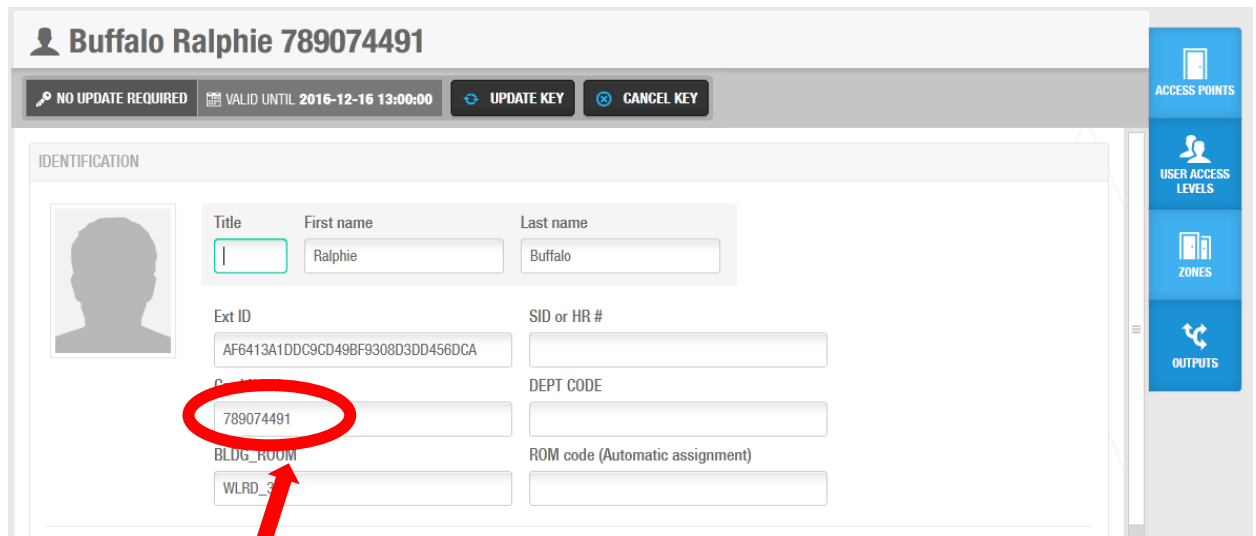 Buffalo Ralphie 789074491
NO UPDATE REQUIRED VALID UNTIL 2016-12-16 13:00:00 UPDATE KEY CANCEL KEY
IDENTIFICATION
Title First name Last name
Ralphie Buffalo
Ext ID SID or HR #
AF6413A1DDC9CD49BF9308D3DD456DCA
DEPT CODE
789074491
BLDG_ROOM ROM code (Automatic assignment)
WLRD_3
ACCESS POINTS
USER ACCESS
LEVELS
ZONES
OUTPUTS